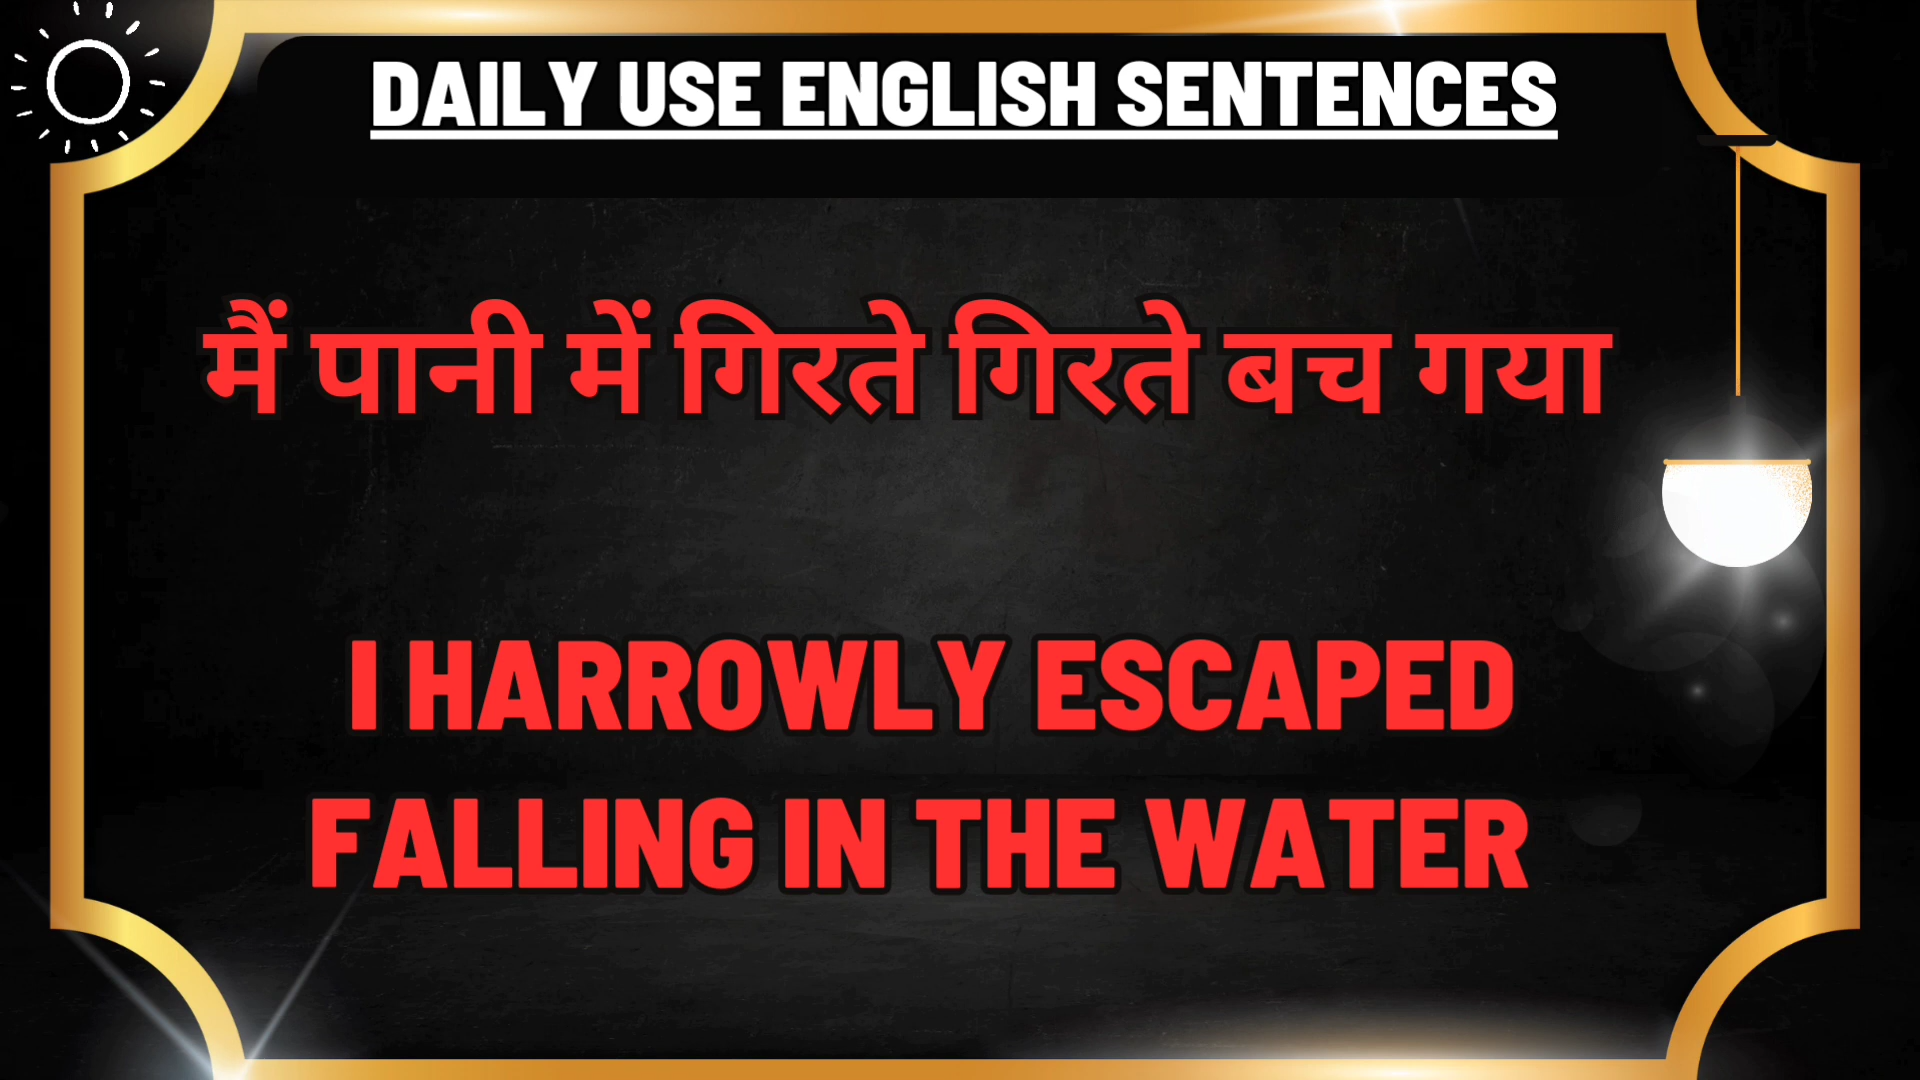 DAILY USE ENGLISH SENTENCES
मैं पानी में गिरते गिरते बच गया
I HARROWLY ESCAPED
FALLING IN THE WATER